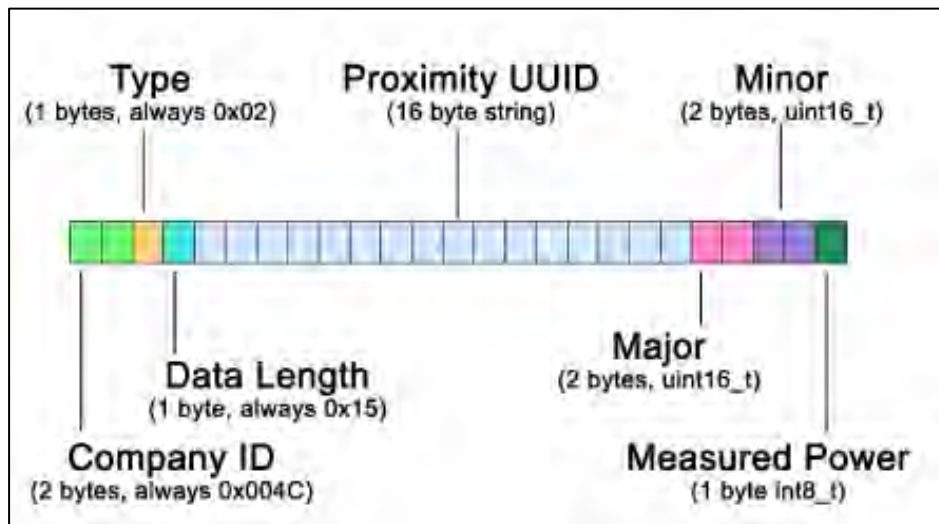 Type
(1 bytes, always 0x02)
Proximity UUID
(16 byte string)
Minor
(2 bytes, uint16_t)
Data Length
(1 byte, always 0x15)
Major
(2 bytes, uint16_t)
Company ID
(2 bytes, always 0x004C)
Measured Power
(1 byte int8_t)